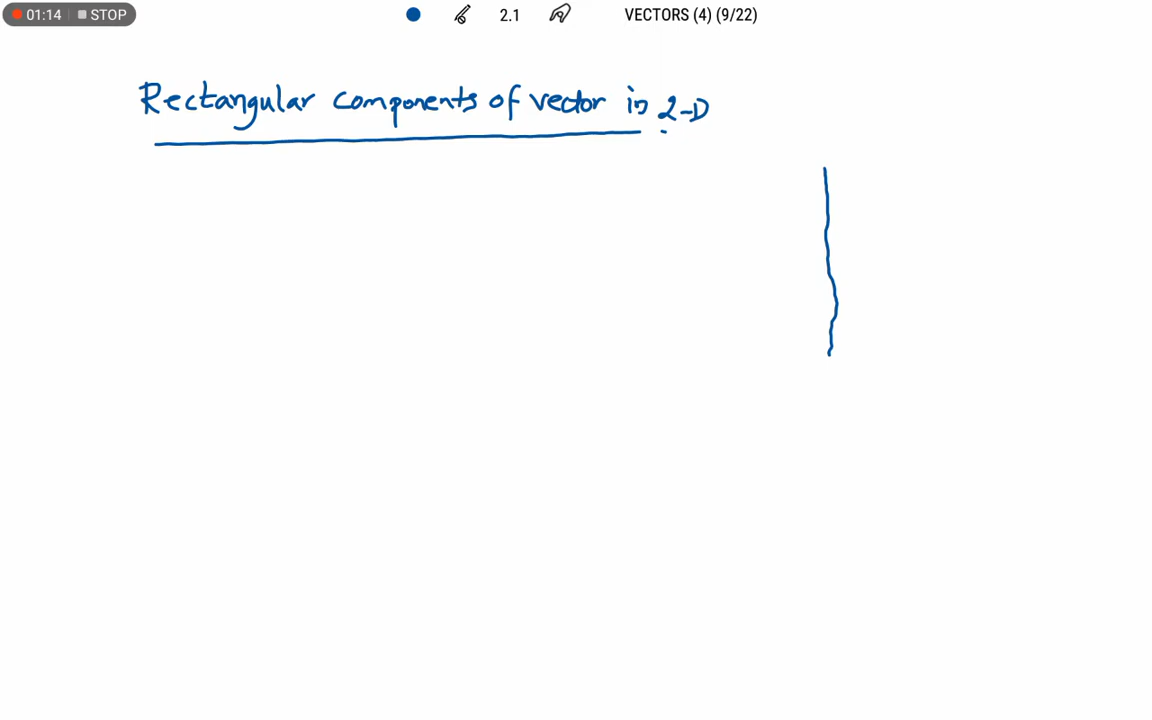 01:14 STOP 2.1 VECTORS (4) (9/22)
Rectangular components of vector in 2-D